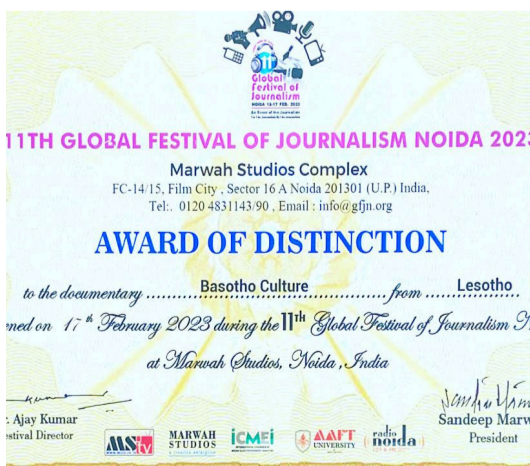 11
Global
Festival of
Journalism
NOIDA 15-17 FEB. 2023
11TH GLOBAL FESTIVAL OF JOURNALISM NOIDA 2023
Marwah Studios Complex
FC-14/15, Film City , Sector 16 A Noida 201301 (U.P.) India,
Tel:. 0120 4831143/90 , Email : info@gfjn.org
AWARD OF DISTINCTION
to the documentary ............Basotho Culture..................from ......Lesotho..
ened on 17th February 2023 during the 11TH Global Festival of Journalism N
at Marwah Studios, Noida , India
r. Ajay Kumar
estival Director
Sandeep Marw
President
MStv
MARWAH
STUDIOS
ICMEI
AAFT
UNIVERSITY
radio
noida